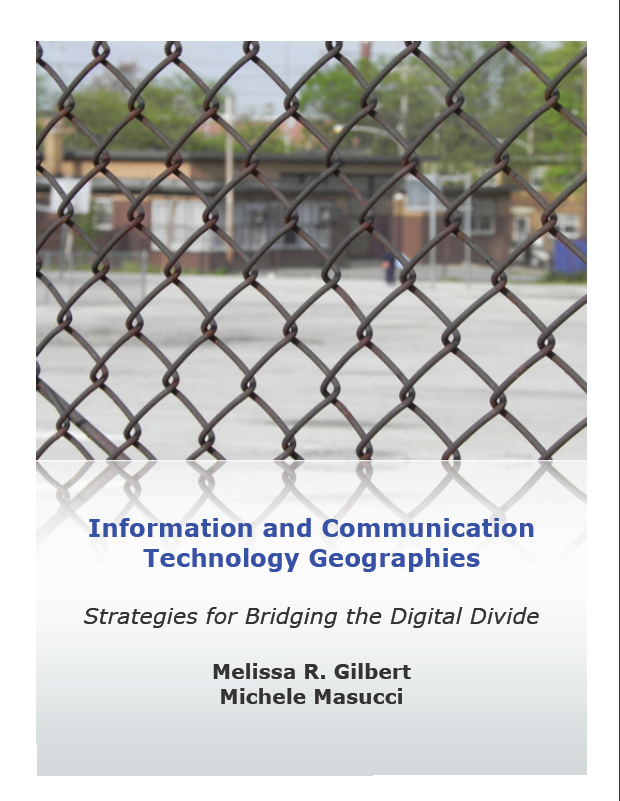 Information and Communication
Technology Geographies
Strategies for Bridging the Digital Divide
Melissa R. Gilbert
Michele Masucci